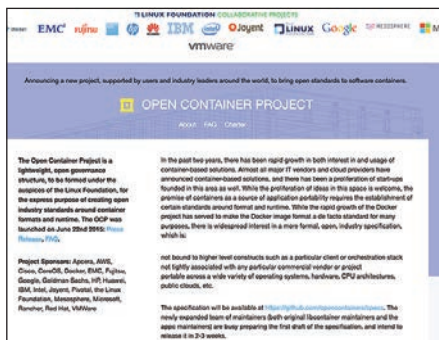 LINUX FOUNDATION COLLABORATIVE PROJECTS
EMC² FUJITSU hp HUAWEI IBM intel Joyent LINUX Google MESOSPHERE M
vmware
Announcing a new project, supported by users and industry leaders around the world, to bring open standards to software containers.
OPEN CONTAINER PROJECT
About FAQ Charter
The Open Container Project is a
lightweight, open governance
structure, to be formed under the
auspices of the Linux Foundation, for
the express purpose of creating open
industry standards around container
formats and runtime. The OCP was
launched on June 22nd 2015: Press
Release, FAQ.
Project Sponsors: Apcera, AWS,
Cisco, CoreOS, Docker, EMC, Fujitsu,
Google, Goldman Sachs, HP, Huawei,
IBM, Intel, Joyent, Pivotal, the Linux
Foundation, Mesosphere, Microsoft,
Rancher, Red Hat, VMWare
In the past two years, there has been rapid growth in both interest in and usage of
container-based solutions. Almost all major IT vendors and cloud providers have
announced container-based solutions, and there has been a proliferation of start-ups
founded in this area as well. While the proliferation of ideas in this space is welcome, the
promise of containers as a source of application portability requires the establishment of
certain standards around format and runtime. While the rapid growth of the Docker
project has served to make the Docker image format a de facto standard for many
purposes, there is widespread interest in a more formal, open, industry specification,
which is:
not bound to higher level constructs such as a particular client or orchestration stack
not tightly associated with any particular commercial vendor or project
portable across a wide variety of operating systems, hardware, CPU architectures,
public clouds, etc.
The specification will be available at https://github.com/opencontainers/specs. The
newly expanded team of maintainers (both original libcontainer maintainers and the
appc maintainers) are busy preparing the first draft of the specification, and intend to
release it in 2-3 weeks.